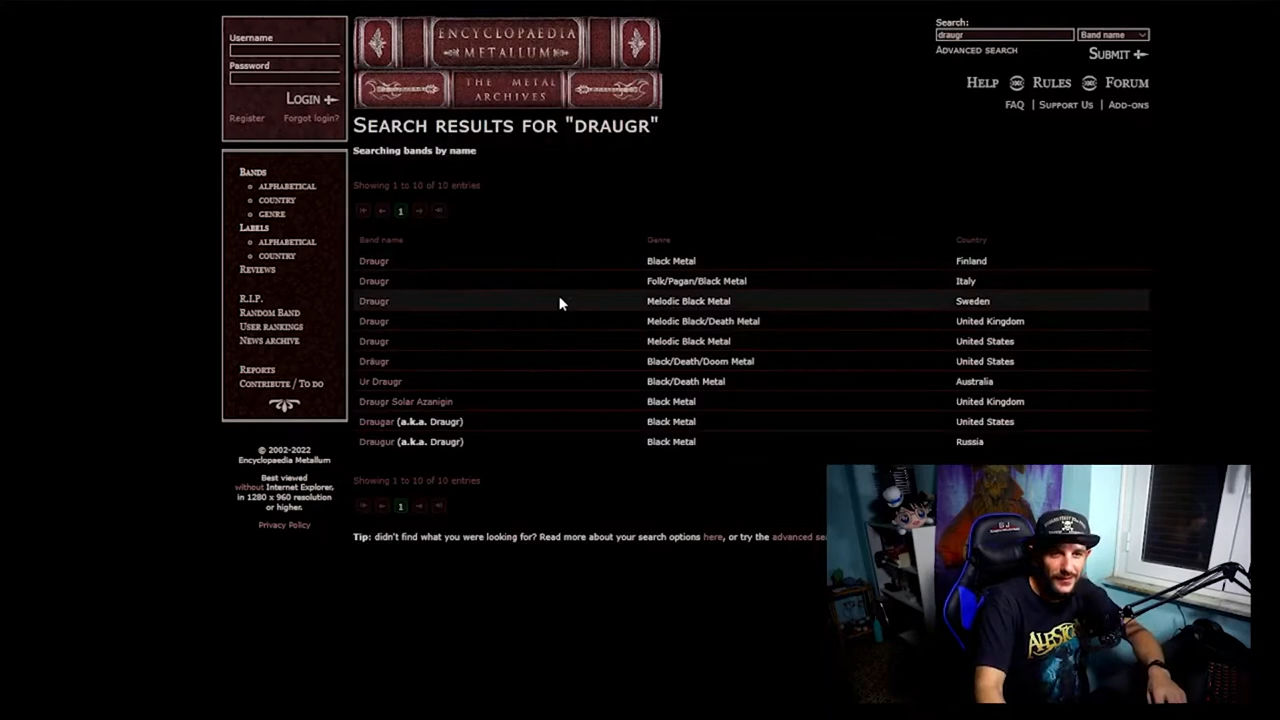 Username
Password
LOGIN
Register Forgot login?
ENCYCLOPAEDIA
METALLUM
THE METAL
ARCHIVES
Search:
draugr Band name
ADVANCED SEARCH SUBMIT
HELP RULES FORUM
FAQ | SUPPORT US | ADD-ONS
BANDS
ALPHABETICAL
COUNTRY
GENRE
LABELS
ALPHABETICAL
COUNTRY
REVIEWS
R.I.P.
RANDOM BAND
USER RANKINGS
NEWS ARCHIVE
REPORTS
CONTRIBUTE / TO DO
© 2002-2022
Encyclopaedia Metallum
Best viewed
without Internet Explorer,
in 1280 x 960 resolution
or higher.
Privacy Policy
SEARCH RESULTS FOR "DRAUGR"
Searching bands by name
Showing 1 to 10 of 10 entries
1
Band name Genre Country
Draugr Black Metal Finland
Draugr Folk/Pagan/Black Metal Italy
Draugr Melodic Black Metal Sweden
Draugr Melodic Black/Death Metal United Kingdom
Draugr Melodic Black Metal United States
Dräugr Black/Death/Doom Metal United States
Ur Draugr Black/Death Metal Australia
Draugr Solar Azanigin Black Metal United Kingdom
Draugar (a.k.a. Draugr) Black Metal United States
Draugur (a.k.a. Draugr) Black Metal Russia
Showing 1 to 10 of 10 entries
1
Tip: didn't find what you were looking for? Read more about your search options here, or try the advanced
BJ